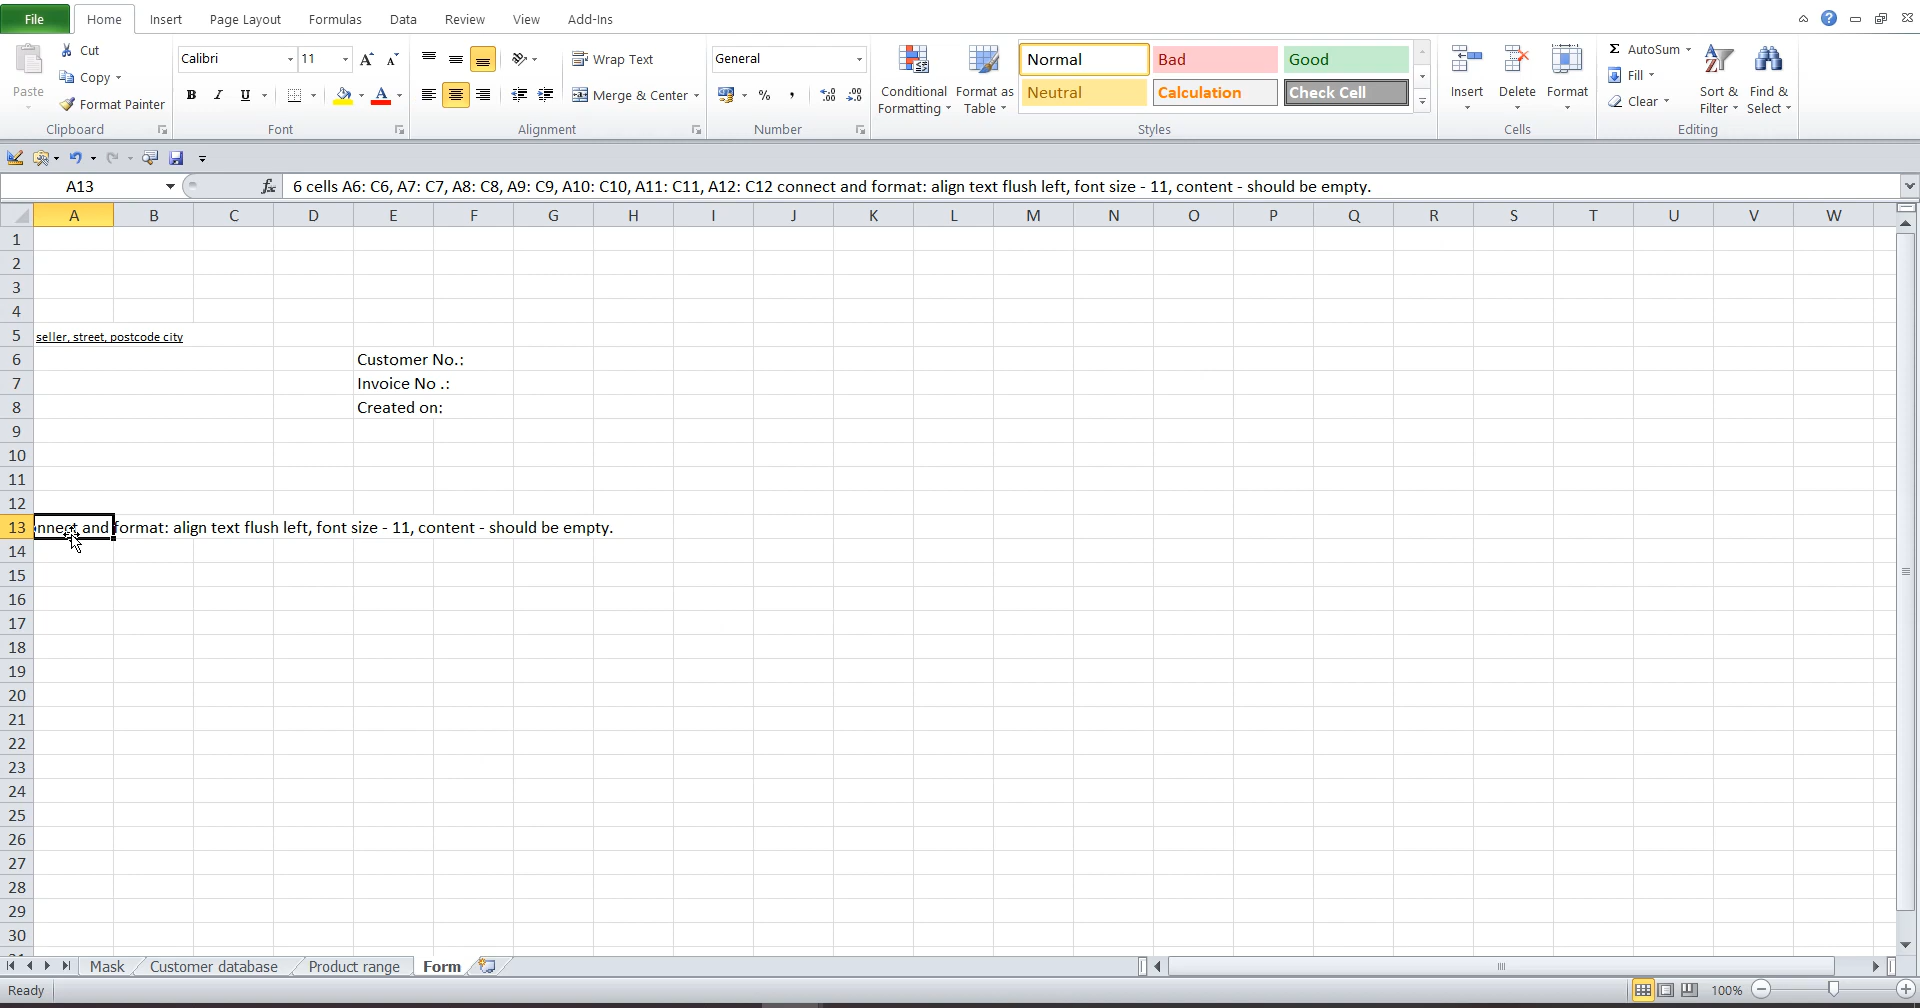 File Home Insert Page Layout Formulas Data Review View Add-Ins
Paste
Cut
Copy
Format Painter
Clipboard
Calibri 11
B I U
Font
Wrap Text
Merge & Center
Alignment
General
%
Number
Conditional Formatting
Format as Table
Normal Bad Good
Neutral Calculation Check Cell
Styles
Insert Delete Format
Cells
AutoSum
Fill
Clear
Sort & Filter
Find & Select
Editing
A13 fx 6 cells A6: C6, A7: C7, A8: C8, A9: C9, A10: C10, A11: C11, A12: C12 connect and format: align text flush left, font size - 11, content - should be empty.
A B C D E F G H I J K L M N O P Q R S T U V W
1
2
3
4
5 seller, street, postcode city
6 Customer No.:
7 Invoice No .:
8 Created on:
9
10
11
12
13 onnect and format: align text flush left, font size - 11, content - should be empty.
14
15
16
17
18
19
20
21
22
23
24
25
26
27
28
29
30
Mask Customer database Product range Form
Ready 100%